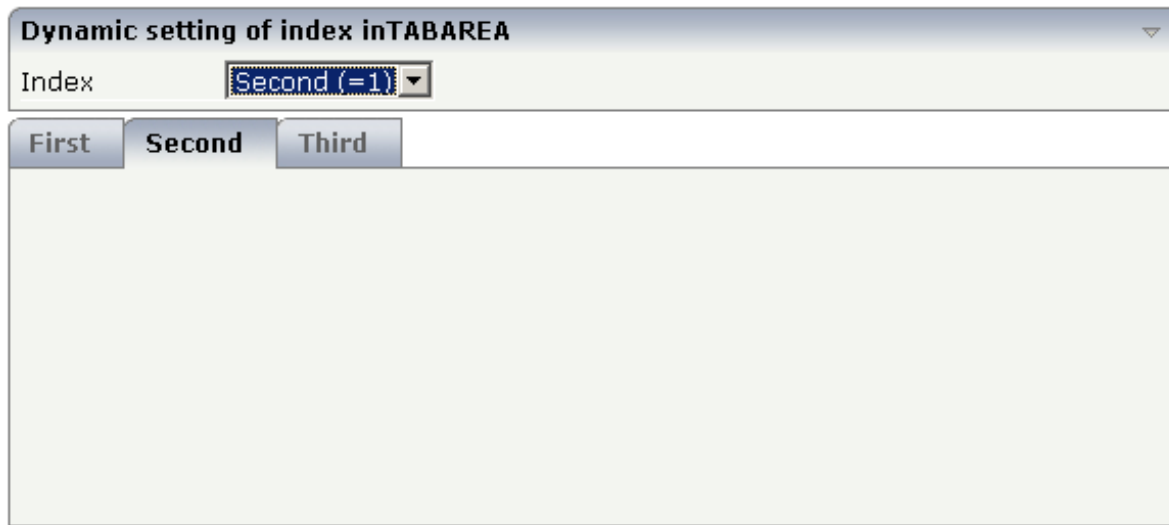 Dynamic setting of index inTABAREA
Index Second (=1)
First Second Third